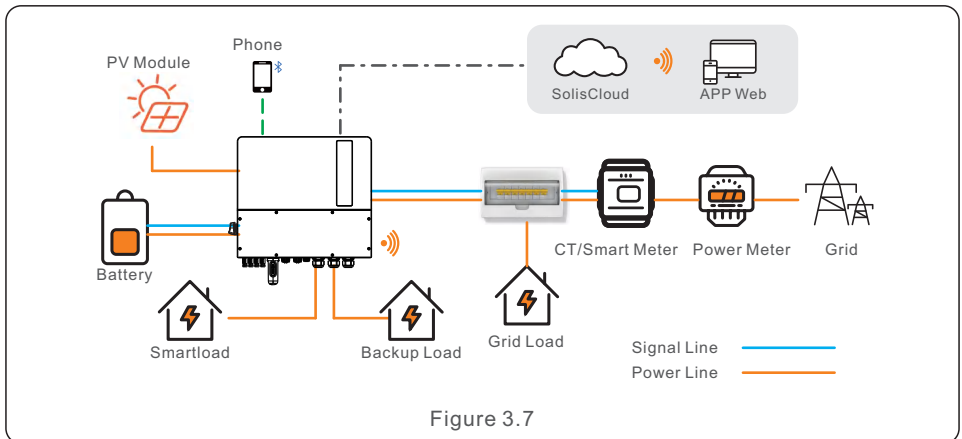 Phone
PV Module
SolisCloud
APP Web
CT/Smart Meter
Power Meter
Grid
Battery
Smartload
Backup Load
Grid Load
Signal Line
Power Line
Figure 3.7